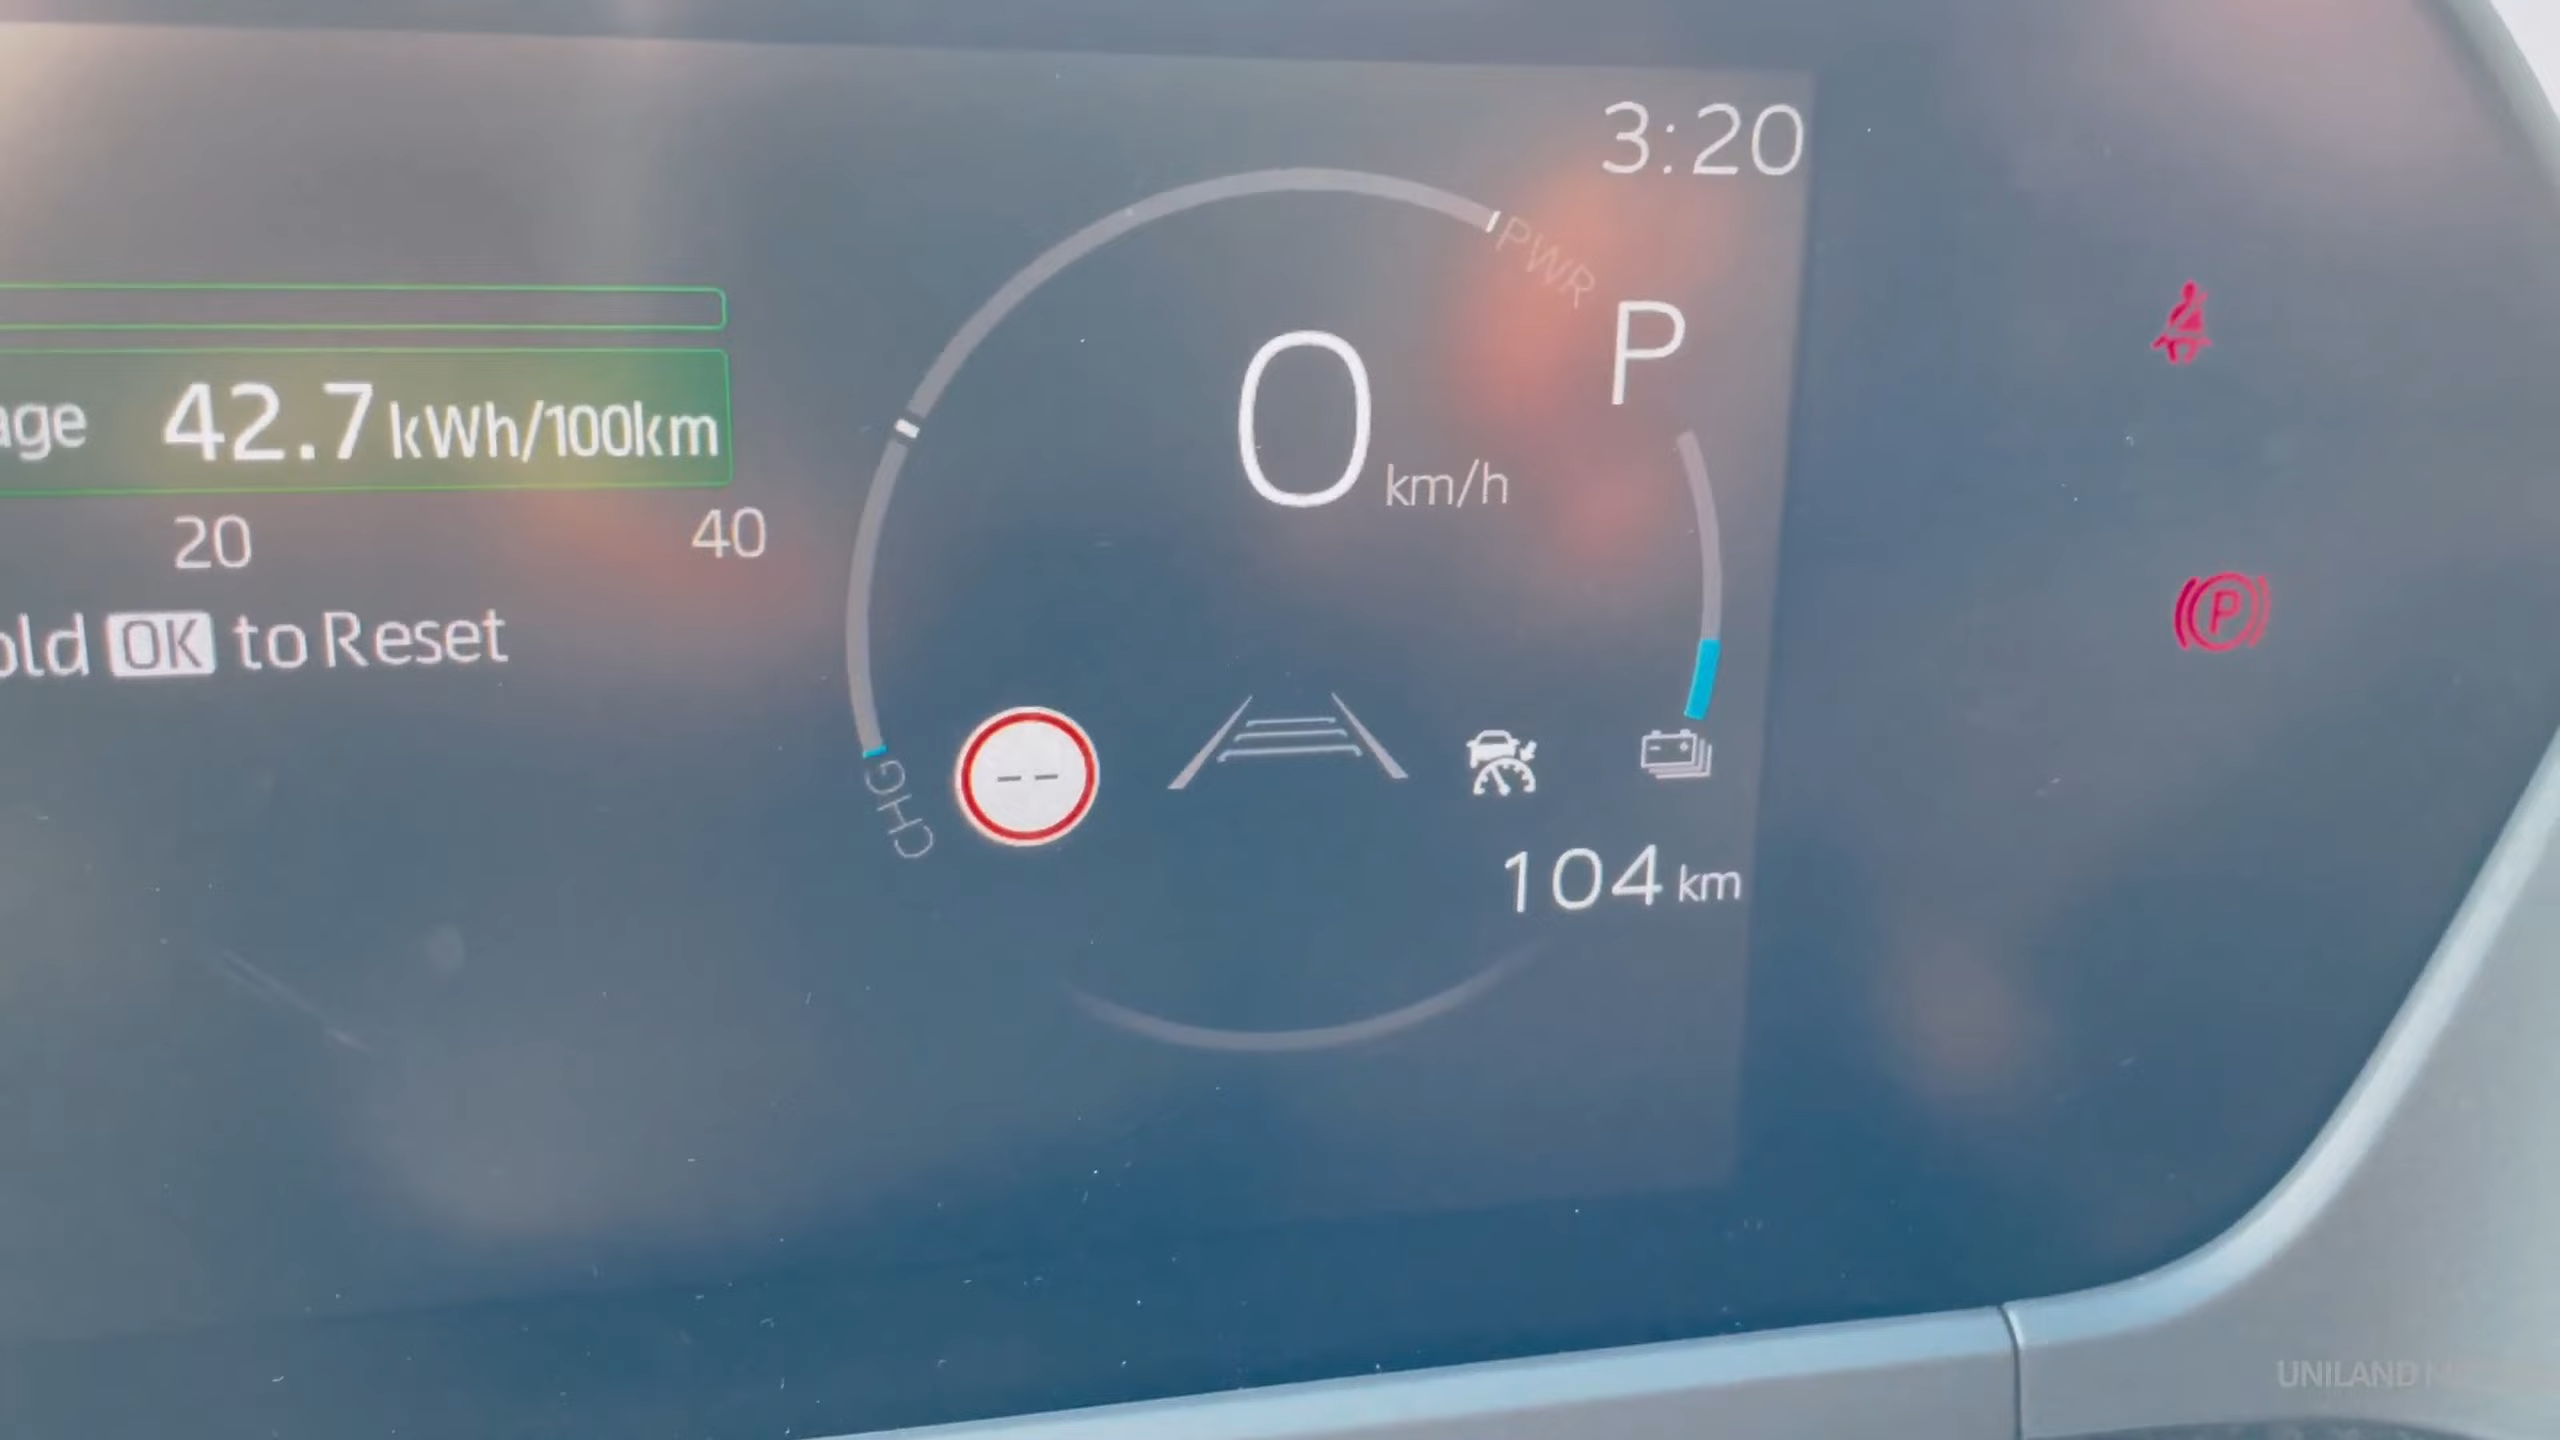 3:20
PWR
P
0 km/h
age 42.7 kWh/100km
20 40
old OK to Reset
CHG
--
104 km
P
UNILAND